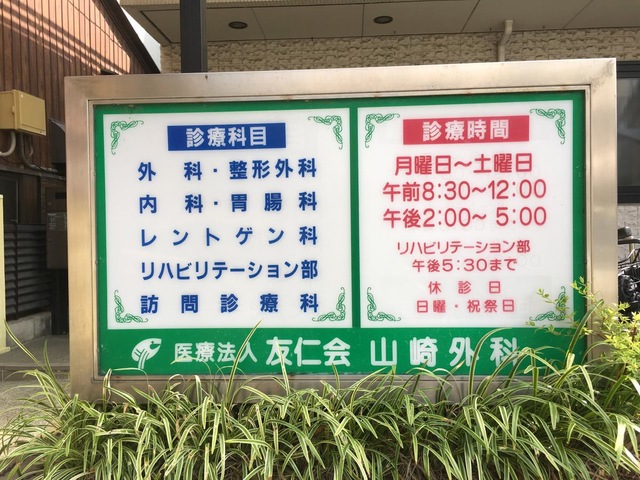 診療科目
外科・整形外科
内科・胃腸科
レントゲン科
リハビリテーション部
訪問診療科
診療時間
月曜日〜土曜日
午前8:30〜12:00
午後2:00〜5:00
リハビリテーション部
午後5:30まで
休診日
日曜・祝祭日
医療法人 友仁会 山崎外科